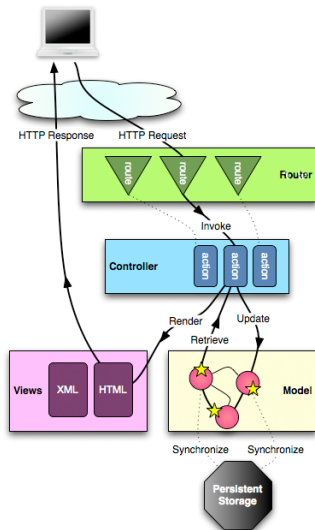 HTTP Response
HTTP Request
route
route
route
Router
Invoke
Controller
action
action
action
Render
Update
Retrieve
Views
XML
HTML
Model
Synchronize
Synchronize
Persistent
Storage